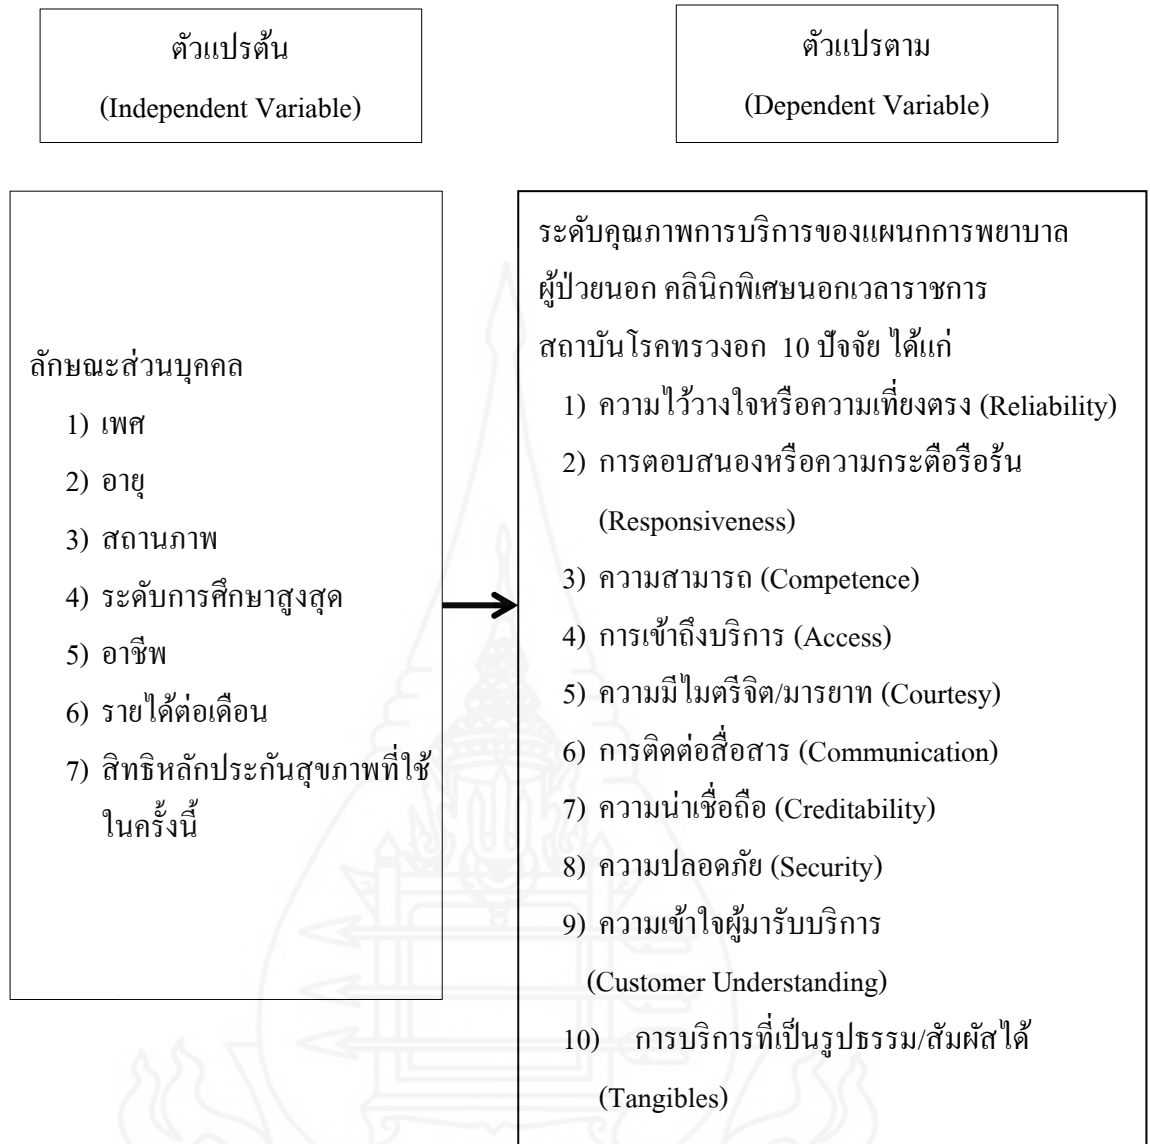 ตัวแปรต้น
(Independent Variable)
ตัวแปรตาม
(Dependent Variable)
ลักษณะส่วนบุคคล
1) เพศ
2) อายุ
3) สถานภาพ
4) ระดับการศึกษาสูงสุด
5) อาชีพ
6) รายได้ต่อเดือน
7) สิทธิหลักประกันสุขภาพที่ใช้
ในครั้งนี้
ระดับคุณภาพการบริการของแผนกการพยาบาล
ผู้ป่วยนอก คลินิกพิเศษนอกเวลาราชการ
สถาบันโรคทรวงอก 10 ปัจจัย ได้แก่
1) ความไว้วางใจหรือความเที่ยงตรง (Reliability)
2) การตอบสนองหรือความกระตือรือร้น
(Responsiveness)
3) ความสามารถ (Competence)
4) การเข้าถึงบริการ (Access)
5) ความมีไมตรีจิต/มารยาท (Courtesy)
6) การติดต่อสื่อสาร (Communication)
7) ความน่าเชื่อถือ (Creditability)
8) ความปลอดภัย (Security)
9) ความเข้าใจผู้มารับบริการ
(Customer Understanding)
10) การบริการที่เป็นรูปธรรม/สัมผัสได้
(Tangibles)